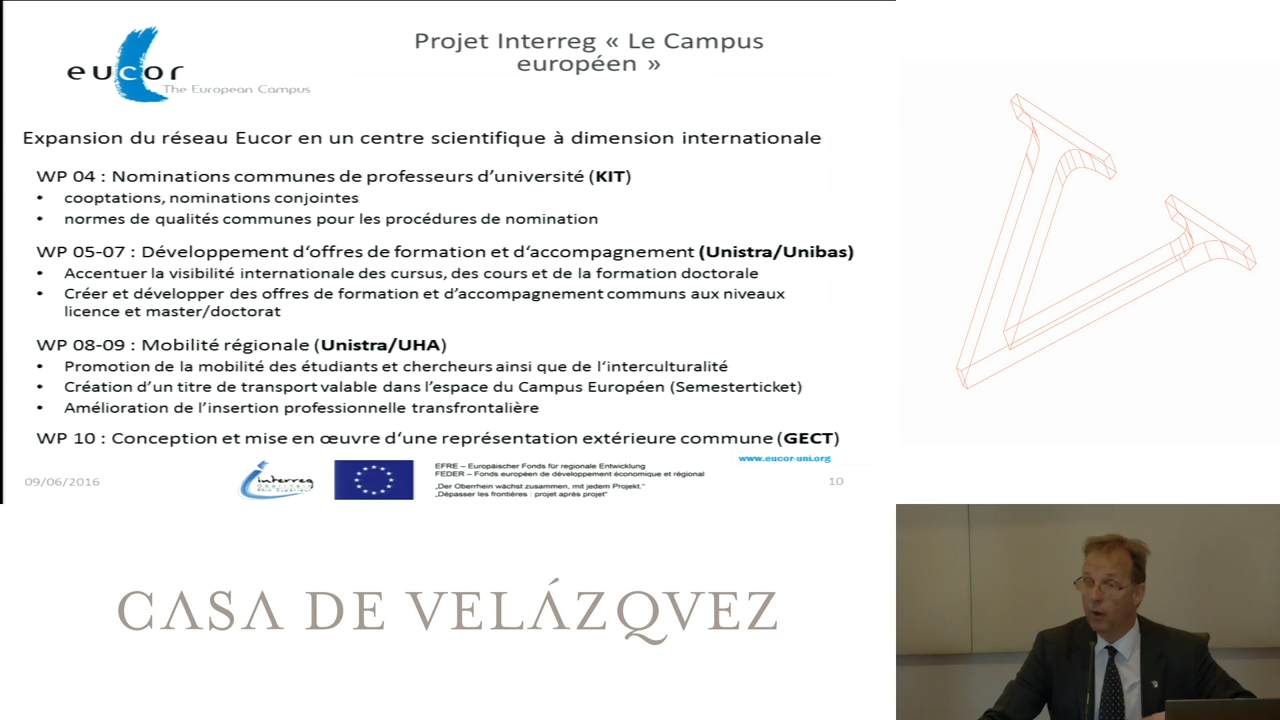 eucor
The European Campus
Projet Interreg « Le Campus
européen »
Expansion du réseau Eucor en un centre scientifique à dimension internationale
WP 04 : Nominations communes de professeurs d’université (KIT)
• cooptations, nominations conjointes
• normes de qualités communes pour les procédures de nomination
WP 05-07 : Développement d‘offres de formation et d‘accompagnement (Unistra/Unibas)
• Accentuer la visibilité internationale des cursus, des cours et de la formation doctorale
• Créer et développer des offres de formation et d’accompagnement communs aux niveaux
licence et master/doctorat
WP 08-09 : Mobilité régionale (Unistra/UHA)
• Promotion de la mobilité des étudiants et chercheurs ainsi que de l‘interculturalité
• Création d’un titre de transport valable dans l’espace du Campus Européen (Semesterticket)
• Amélioration de l’insertion professionnelle transfrontalière
WP 10 : Conception et mise en œuvre d‘une représentation extérieure commune (GECT)
www.eucor-uni.org
09/06/2016
interreg
Oberrhein
Rhin Supérieur
EFRE – Europäischer Fonds für regionale Entwicklung
FEDER – Fonds européen de développement économique et régional
„Der Oberrhein wächst zusammen, mit jedem Projekt.“
„Dépasser les frontières : projet après projet“
10
CASA DE VELÁZQVEZ